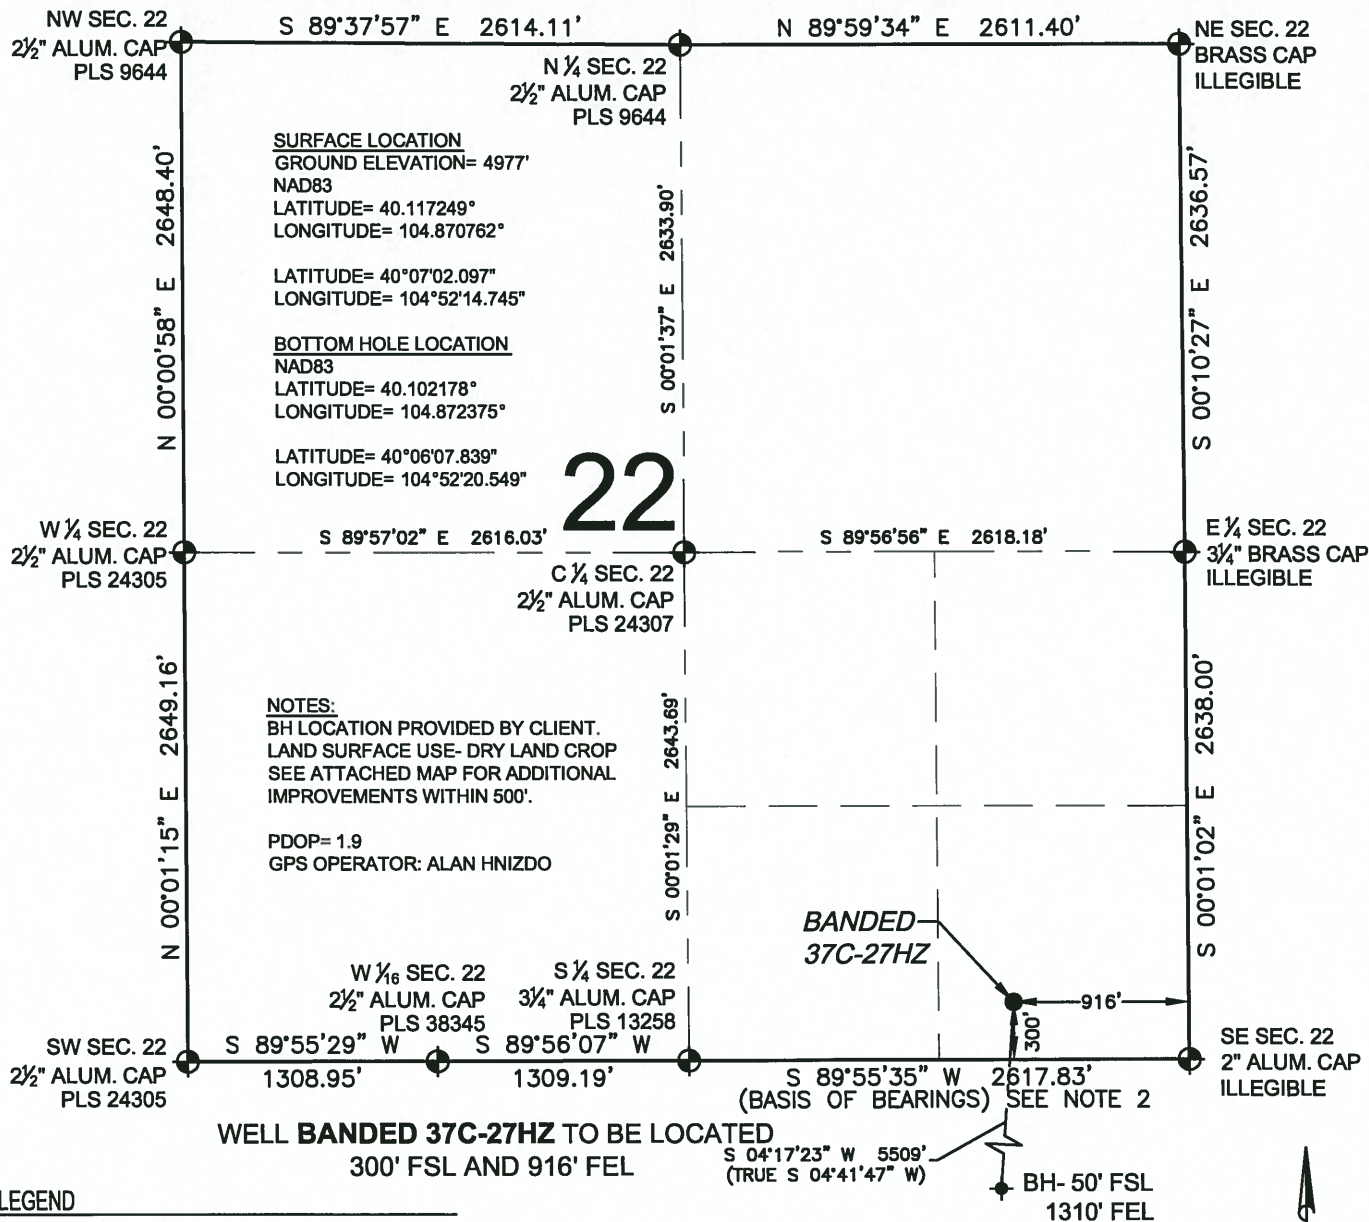 NW SEC. 22
2½" ALUM. CAP
PLS 9644
S 89°37'57" E 2614.11'
N 89°59'34" E 2611.40'
NE SEC. 22
BRASS CAP
ILLEGIBLE
N ¼ SEC. 22
2½" ALUM. CAP
PLS 9644
SURFACE LOCATION
GROUND ELEVATION= 4977'
NAD83
LATITUDE= 40.117249°
LONGITUDE= 104.870762°
LATITUDE= 40°07'02.097"
LONGITUDE= 104°52'14.745"
BOTTOM HOLE LOCATION
NAD83
LATITUDE= 40.102178°
LONGITUDE= 104.872375°
LATITUDE= 40°06'07.839"
LONGITUDE= 104°52'20.549"
N 00°00'58" E 2648.40'
S 00°01'37" E 2633.90'
S 00°10'27" E 2636.57'
22
W ¼ SEC. 22
2½" ALUM. CAP
PLS 24305
S 89°57'02" E 2616.03'
S 89°56'56" E 2618.18'
E ¼ SEC. 22
3¼" BRASS CAP
ILLEGIBLE
C ¼ SEC. 22
2½" ALUM. CAP
PLS 24307
N 00°01'15" E 2649.16'
S 00°01'29" E 2643.69'
S 00°01'02" E 2638.00'
NOTES:
BH LOCATION PROVIDED BY CLIENT.
LAND SURFACE USE- DRY LAND CROP
SEE ATTACHED MAP FOR ADDITIONAL
IMPROVEMENTS WITHIN 500'.
PDOP= 1.9
GPS OPERATOR: ALAN HNIZDO
BANDED
37C-27HZ
916'
300'
W 1⁄16 SEC. 22
2½" ALUM. CAP
PLS 38345
S ¼ SEC. 22
3¼" ALUM. CAP
PLS 13258
SW SEC. 22
2½" ALUM. CAP
PLS 24305
S 89°55'29" W
1308.95'
S 89°56'07" W
1309.19'
S 89°55'35" W 2617.83'
(BASIS OF BEARINGS) SEE NOTE 2
SE SEC. 22
2" ALUM. CAP
ILLEGIBLE
WELL BANDED 37C-27HZ TO BE LOCATED
300' FSL AND 916' FEL
S 04°17'23" W 5509'
(TRUE S 04°41'47" W)
BH- 50' FSL
1310' FEL
LEGEND